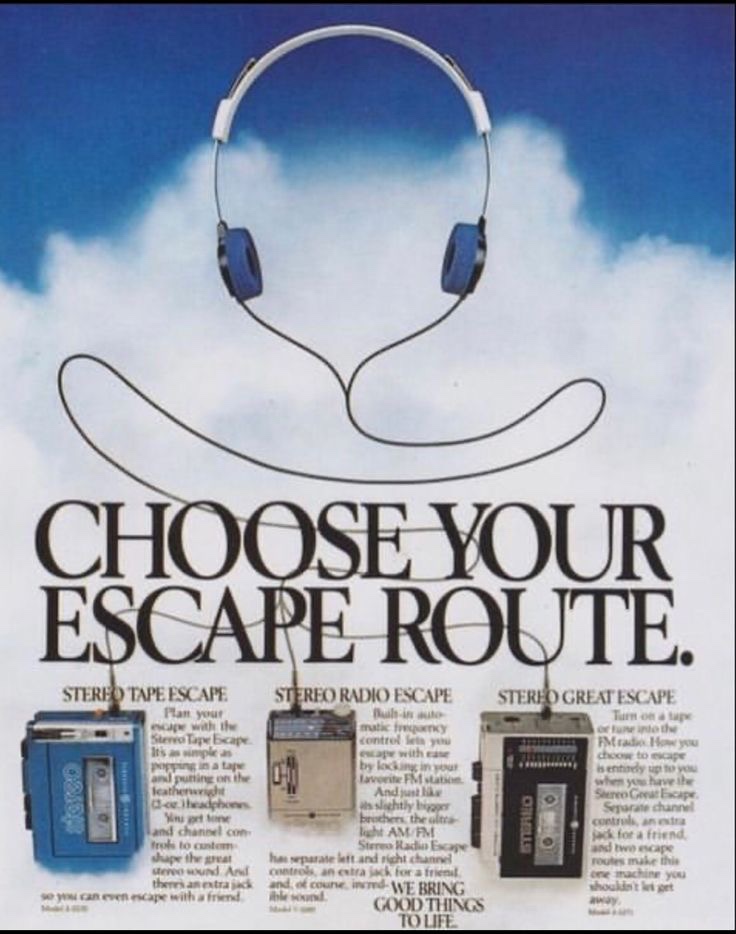 CHOOSE YOUR
ESCAPE ROUTE.
STEREO TAPE ESCAPE
Plan your
escape with the
Stereo Tape Escape.
It's as simple as
popping in a tape
and putting on the
featherweight
(2-oz.) headphones.
You get tone
and channel con-
trols to custom-
shape the great
stereo sound. And
there's an extra jack
so you can even escape with a friend.
stereo
STEREO RADIO ESCAPE
Built-in auto-
matic frequency
control lets you
escape with ease
by locking in your
favorite FM station.
And just like
its slightly bigger
brothers, the ultra-
light AM/FM
Stereo Radio Escape
has separate left and right channel
controls, an extra jack for a friend,
and, of course, incred-
ible sound.
STEREO GREAT ESCAPE
Turn on a tape
or tune into the
FM radio. How you
choose to escape
is entirely up to you
when you have the
Stereo Great Escape.
Separate channel
controls, an extra
jack for a friend,
and two escape
routes make this
one machine you
shouldn't let get
away.
STEREO
WE BRING
GOOD THINGS
TO LIFE.